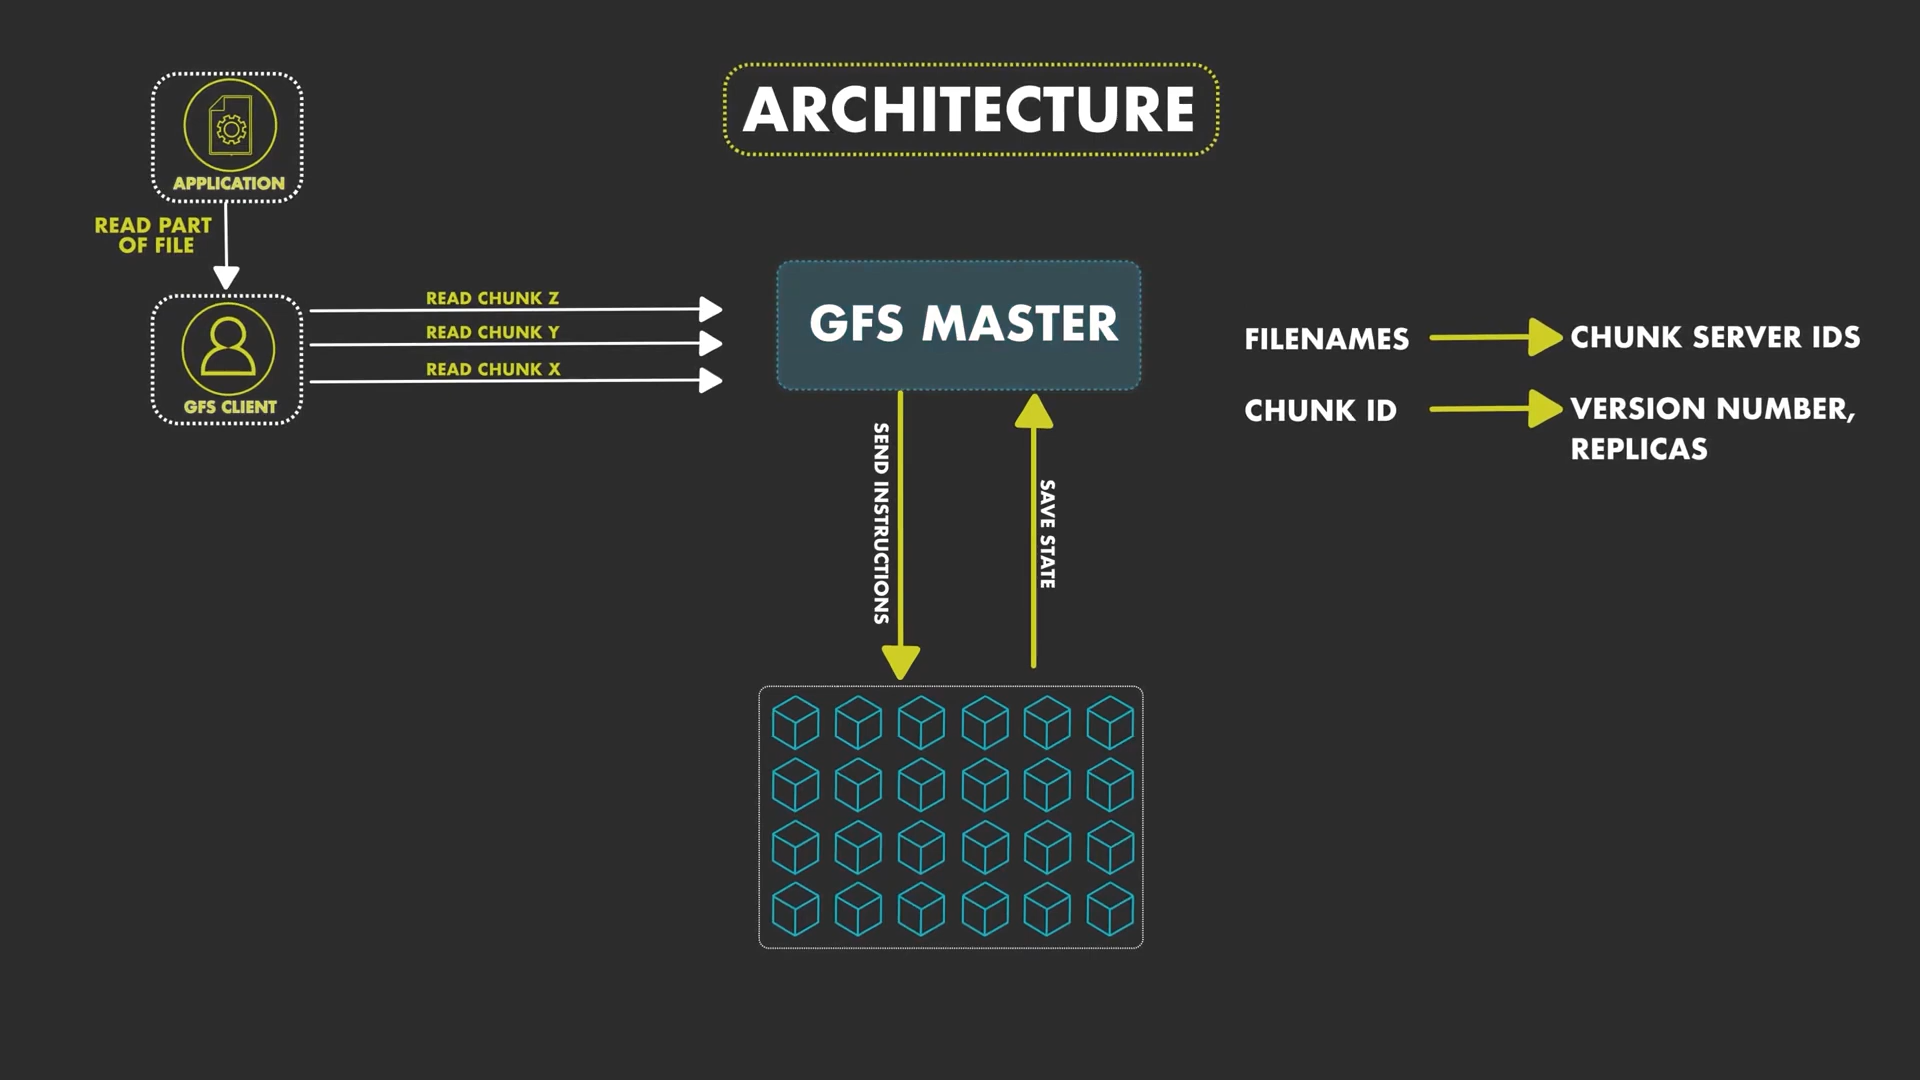 ARCHITECTURE
APPLICATION
READ PART
OF FILE
GFS CLIENT
READ CHUNK Z
READ CHUNK Y
READ CHUNK X
GFS MASTER
FILENAMES
CHUNK SERVER IDS
CHUNK ID
VERSION NUMBER,
REPLICAS
SEND INSTRUCTIONS
SAVE STATE